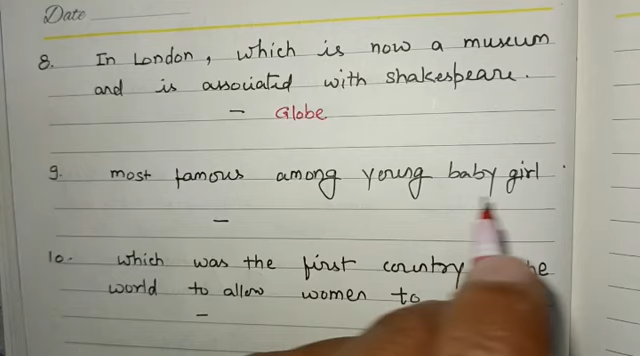 Date
8. In London, which is now a museum
and is associated with shakespeare.
- Globe
9. most famous among young baby girl
-
10. which was the first country
world to allow women to
-